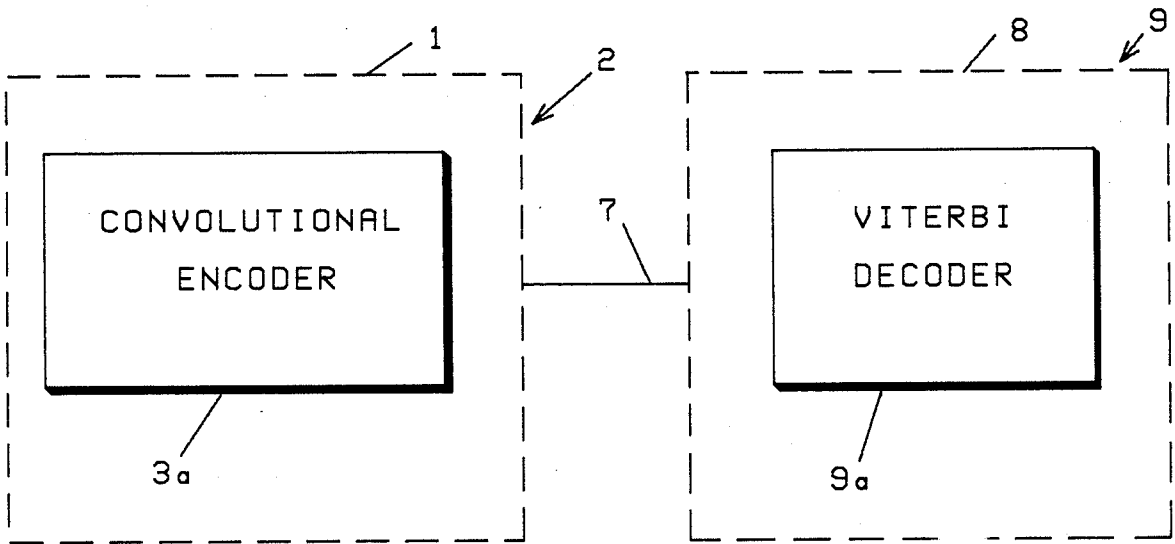 1
2
8
9
CONVOLUTIONAL
ENCODER
7
VITERBI
DECODER
3a
9a